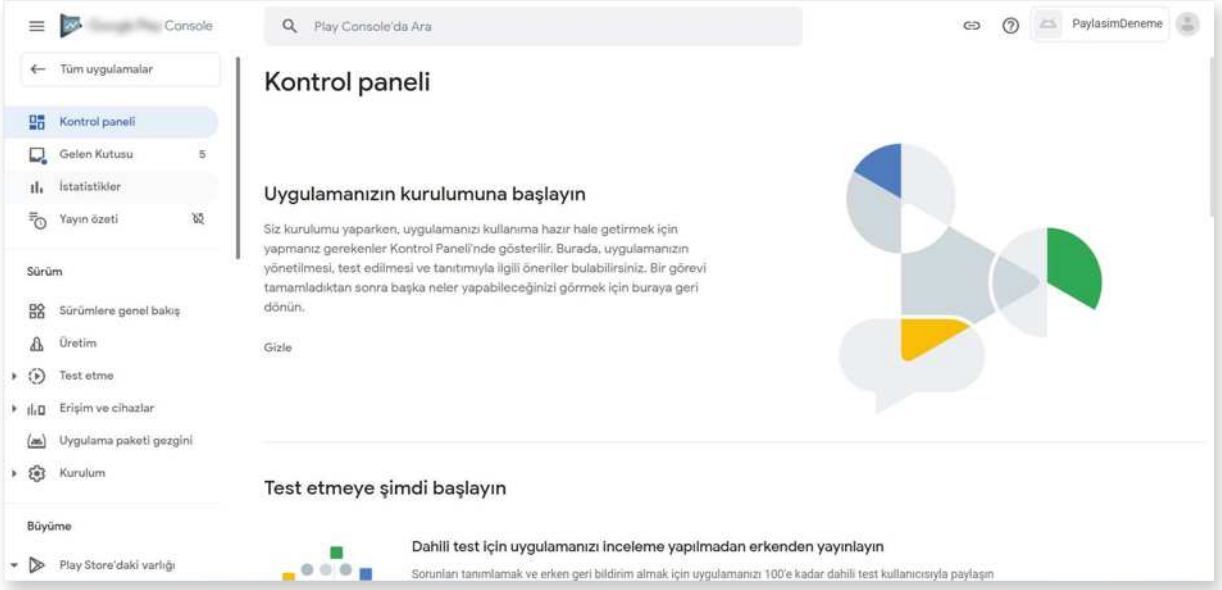 Console
Play Console'da Ara
PaylasimDeneme
Tüm uygulamalar
Kontrol paneli
Gelen Kutusu 5
İstatistikler
Yayın özeti
Sürüm
Sürümlere genel bakış
Üretim
Test etme
Erişim ve cihazlar
Uygulama paketi gezgini
Kurulum
Büyüme
Play Store'daki varlığı
Kontrol paneli
Uygulamanızın kurulumuna başlayın
Siz kurulumu yaparken, uygulamanızı kullanıma hazır hale getirmek için
yapmanız gerekenler Kontrol Paneli'nde gösterilir. Burada, uygulamanızın
yönetilmesi, test edilmesi ve tanıtımıyla ilgili öneriler bulabilirsiniz. Bir görevi
tamamladıktan sonra başka neler yapabileceğinizi görmek için buraya geri
dönün.
Gizle
Test etmeye şimdi başlayın
Dahili test için uygulamanızı inceleme yapılmadan erkenden yayınlayın
Sorunları tanımlamak ve erken geri bildirim almak için uygulamanızı 100'e kadar dahili test kullanıcısıyla paylaşın